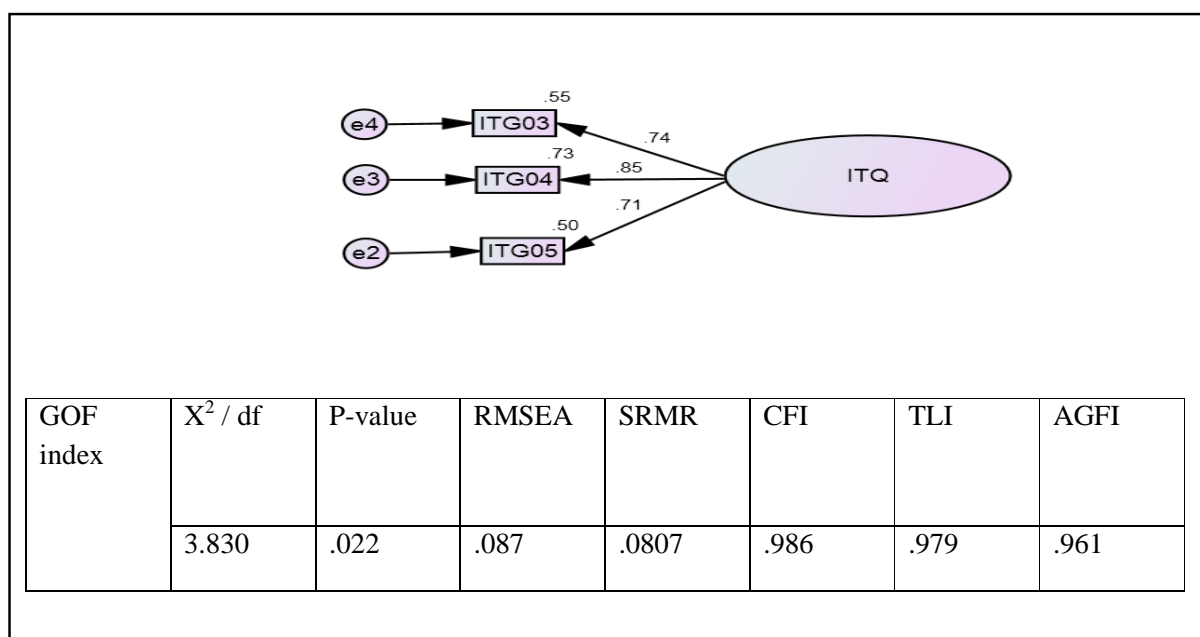 .55
e4 ITG03
.74
.73
e3 ITG04 .85 ITQ
.71
.50
e2 ITG05
GOF index X² / df P-value RMSEA SRMR CFI TLI AGFI
3.830 .022 .087 .0807 .986 .979 .961